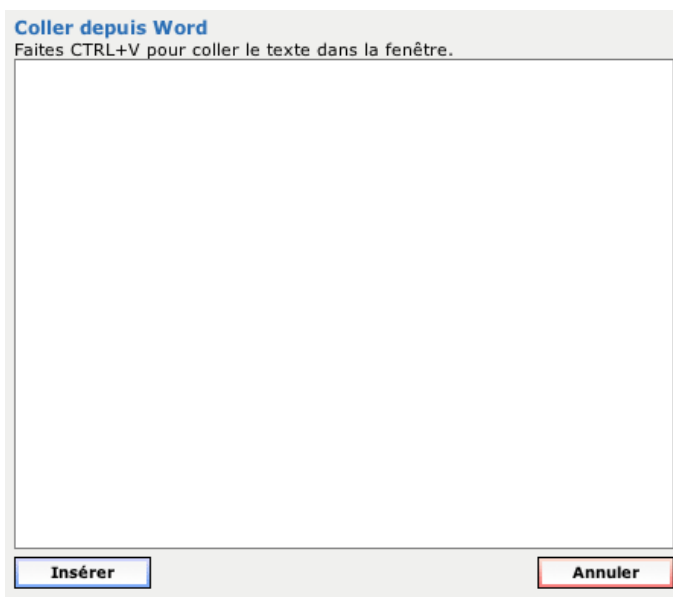 Coller depuis Word
Faites CTRL+V pour coller le texte dans la fenêtre.
Insérer
Annuler